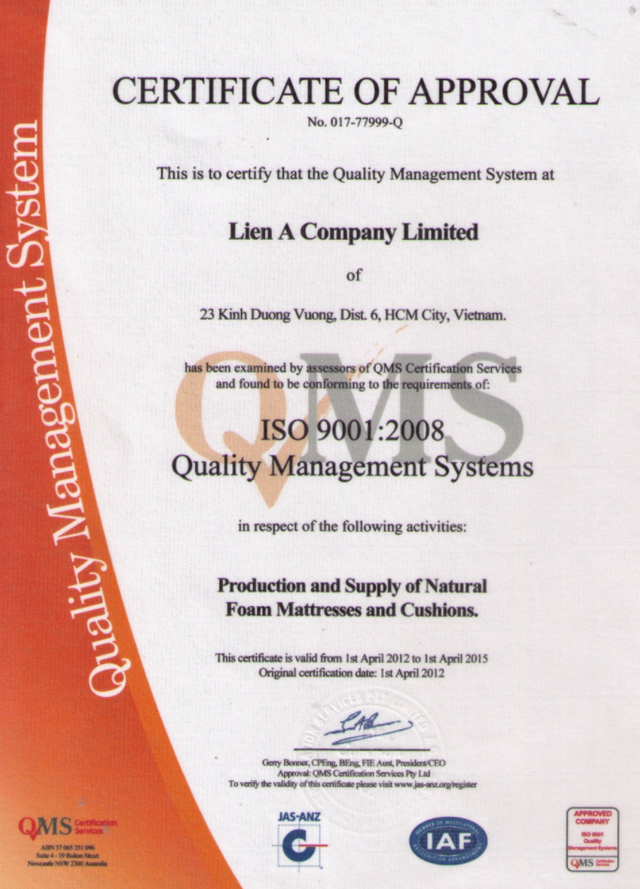 CERTIFICATE OF APPROVAL
No. 017-77999-Q
This is to certify that the Quality Management System at
Lien A Company Limited
of
23 Kinh Duong Vuong, Dist. 6, HCM City, Vietnam.
has been examined by assessors of QMS Certification Services
and found to be conforming to the requirements of:
QMS
ISO 9001:2008
Quality Management Systems
in respect of the following activities:
Production and Supply of Natural
Foam Mattresses and Cushions.
This certificate is valid from 1st April 2012 to 1st April 2015
Original certification date: 1st April 2012
Gerry Bonner, CPEng, BEng, FIE Aust, President/CEO
Approval: QMS Certification Services Pty Ltd
To verify the validity of this certificate please visit www.jas-anz.org/register
Quality Management System
QMS Certification
Services
ABN 37 065 251 696
Suite 4 - 19 Bolton Street
Newcastle NSW 2300 Australia
JAS-ANZ
MEMBER OF MULTILATERAL
IAF
RECOGNITION ARRANGEMENT
APPROVED
COMPANY
ISO 9001
Quality
Management Systems
QMS Certification
Services